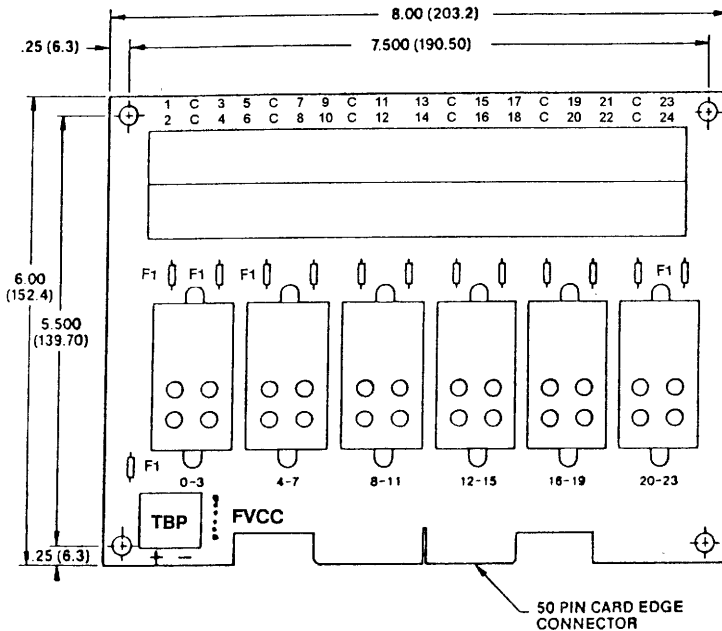 8.00 (203.2)
.25 (6.3)
7.500 (190.50)
1 C 3 5 C 7 9 C 11 13 C 15 17 C 19 21 C 23
2 C 4 6 C 8 10 C 12 14 C 16 18 C 20 22 C 24
6.00
(152.4)
5.500
(139.70)
F1 F1 F1 F1
F1
0-3 4-7 8-11 12-15 16-19 20-23
TBP FVCC
.25 (6.3)
+ -
50 PIN CARD EDGE
CONNECTOR